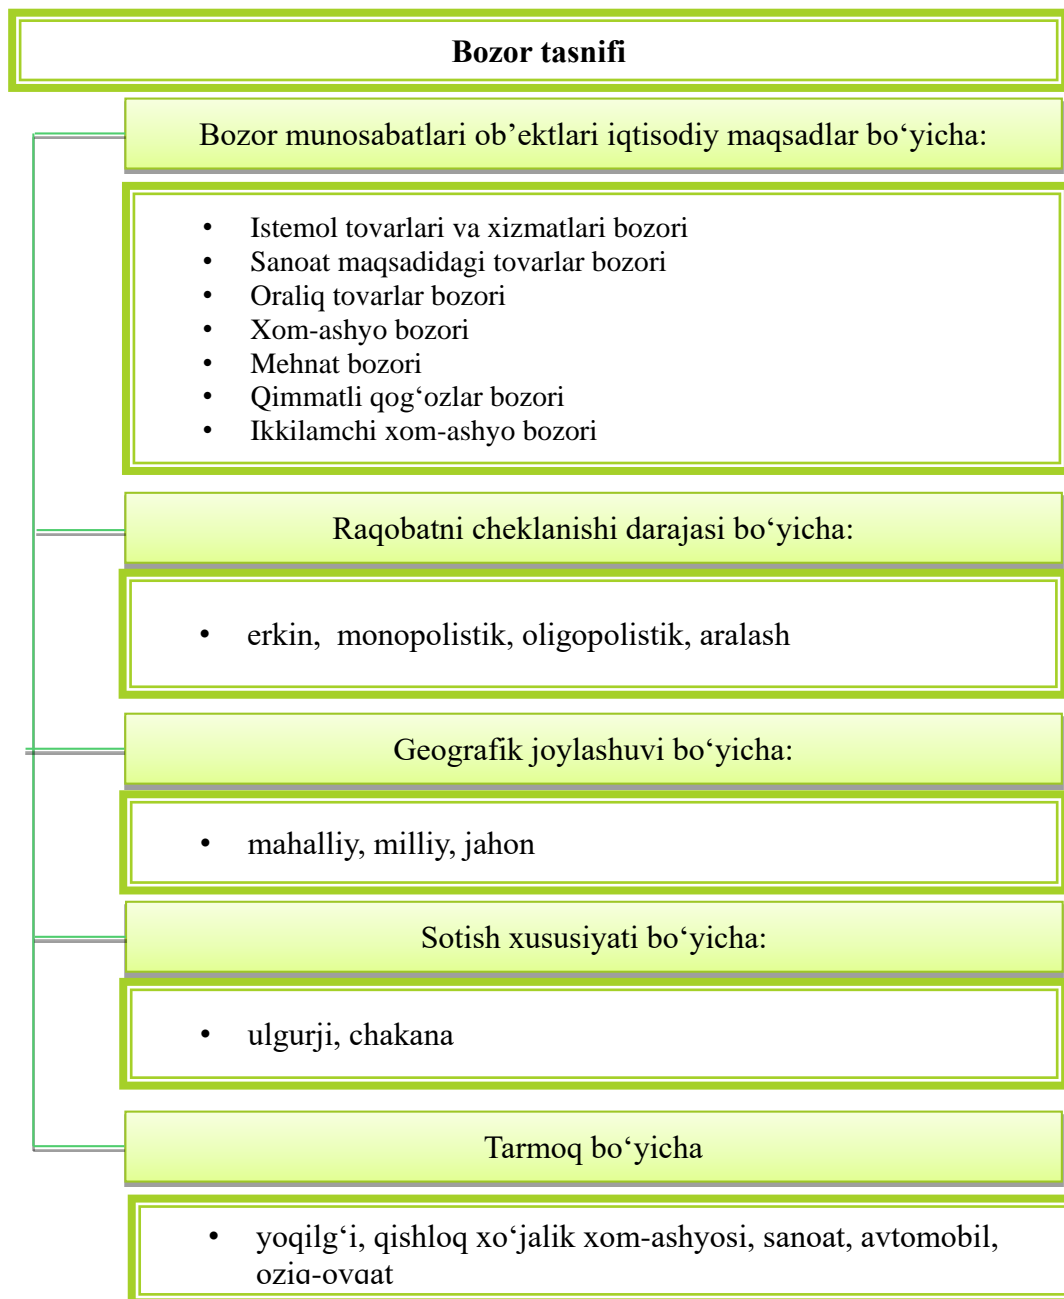 Bozor tasnifi
Bozor munosabatlari ob’ektlari iqtisodiy maqsadlar bo‘yicha:
• Istemol tovarlari va xizmatlari bozori
• Sanoat maqsadidagi tovarlar bozori
• Oraliq tovarlar bozori
• Xom-ashyo bozori
• Mehnat bozori
• Qimmatli qog‘ozlar bozori
• Ikkilamchi xom-ashyo bozori
Raqobatni cheklanishi darajasi bo‘yicha:
• erkin, monopolistik, oligopolistik, aralash
Geografik joylashuvi bo‘yicha:
• mahalliy, milliy, jahon
Sotish xususiyati bo‘yicha:
• ulgurji, chakana
Tarmoq bo‘yicha
• yoqilg‘i, qishloq xo‘jalik xom-ashyosi, sanoat, avtomobil,
oziq-ovqat